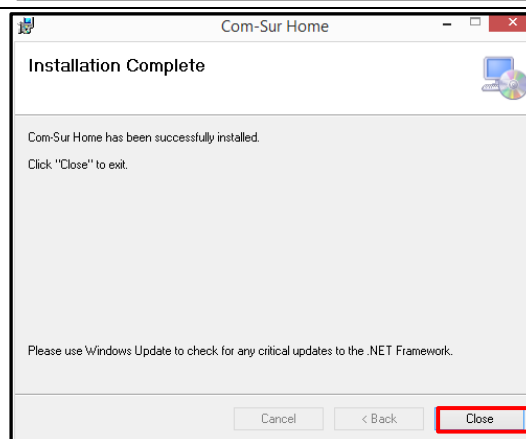 Com-Sur Home
Installation Complete
Com-Sur Home has been successfully installed.
Click "Close" to exit.
Please use Windows Update to check for any critical updates to the .NET Framework.
Cancel
< Back
Close